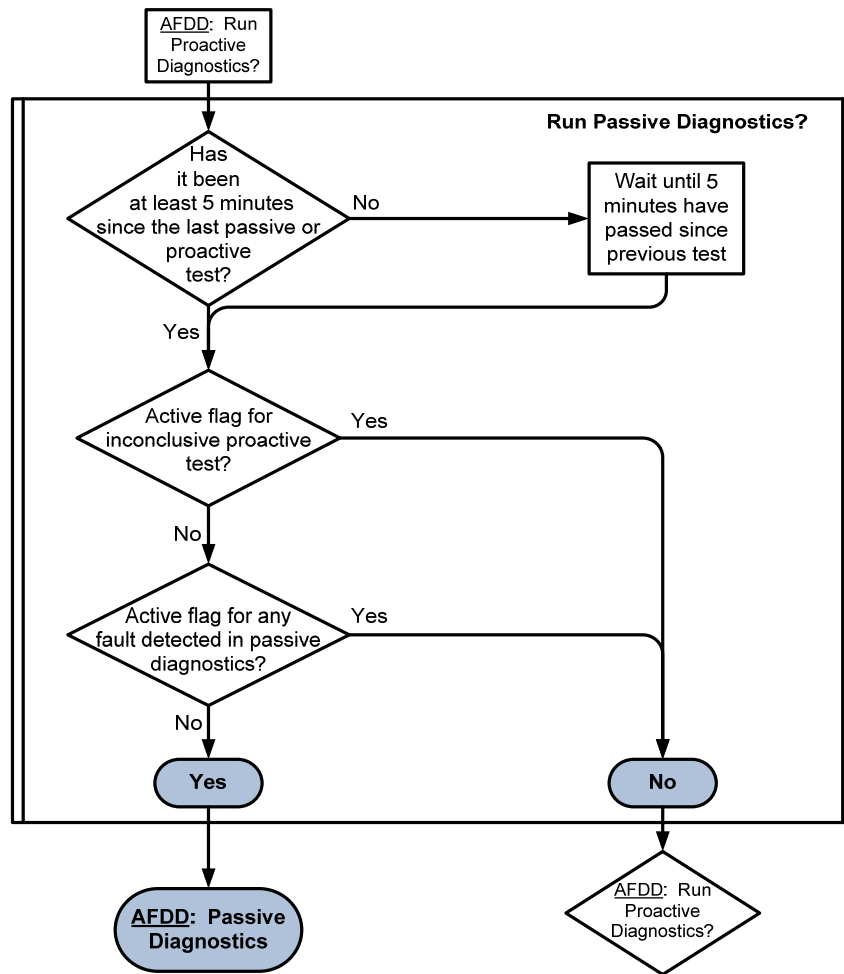 AFDD: Run
Proactive
Diagnostics?
Run Passive Diagnostics?
Has
it been
at least 5 minutes
since the last passive or
proactive
test?
No
Wait until 5
minutes have
passed since
previous test
Yes
Active flag for
inconclusive proactive
test?
Yes
No
Active flag for any
fault detected in passive
diagnostics?
Yes
No
Yes
No
AFDD: Passive
Diagnostics
AFDD: Run
Proactive
Diagnostics?